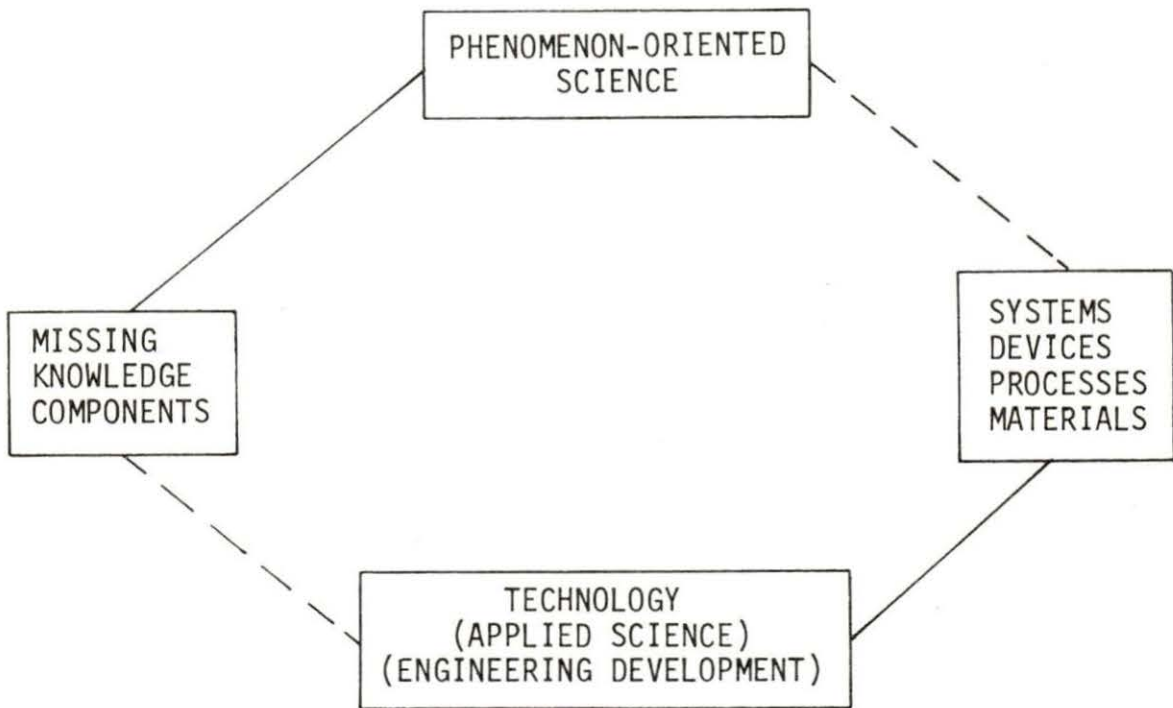 PHENOMENON-ORIENTED
SCIENCE
MISSING
KNOWLEDGE
COMPONENTS
SYSTEMS
DEVICES
PROCESSES
MATERIALS
TECHNOLOGY
(APPLIED SCIENCE)
(ENGINEERING DEVELOPMENT)